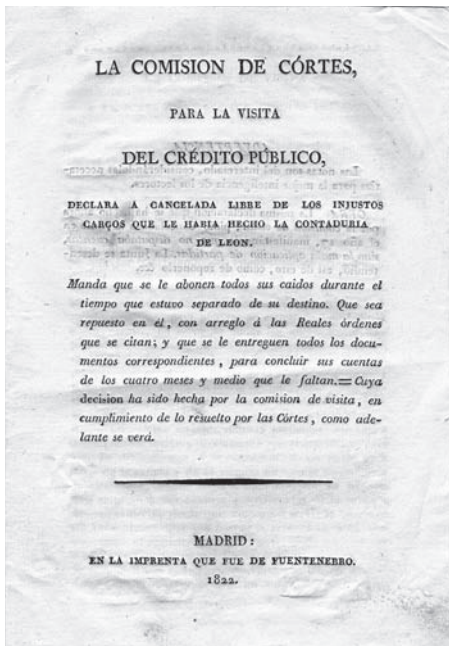 LA COMISION DE CÓRTES,
PARA LA VISITA
DEL CRÉDITO PÚBLICO,
DECLARA A CANCELADA LIBRE DE LOS INJUSTOS
CARGOS QUE LE HABIA HECHO LA CONTADURIA
DE LEON.
Manda que se le abonen todos sus caidos durante el
tiempo que estuvo separado de su destino. Que sea
repuesto en él, con arreglo á las Reales órdenes
que se citan; y que se le entreguen todos los docu-
mentos correspondientes, para concluir sus cuentas
de los cuatro meses y medio que le faltan.=Cuya
decision ha sido hecha por la comision de visita, en
cumplimiento de lo resuelto por las Córtes, como ade-
lante se verá.
MADRID:
EN LA IMPRENTA QUE FUE DE FUENTENEBRO.
1822.